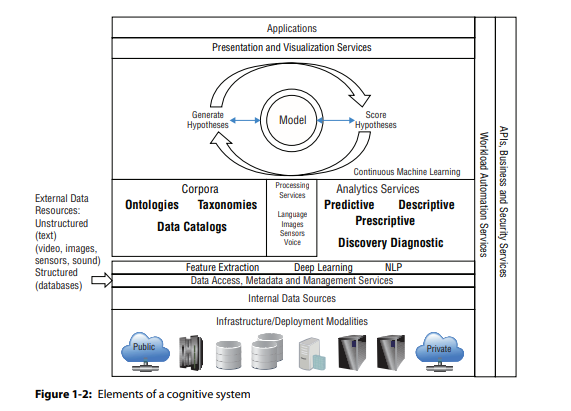 Applications
Presentation and Visualization Services
Generate
Hypotheses
Model
Score
Hypotheses
Continuous Machine Learning
Corpora
Ontologies Taxonomies
Data Catalogs
Processing
Services
Language
Images
Sensors
Voice
Analytics Services
Predictive Descriptive
Prescriptive
Discovery Diagnostic
External Data
Resources:
Unstructured
(text)
(video, images,
sensors, sound)
Structured
(databases)
Feature Extraction Deep Learning NLP
Data Access, Metadata and Management Services
Internal Data Sources
Infrastructure/Deployment Modalities
Public
Private
Workload Automation Services
APIs, Business and Security Services
Figure 1-2: Elements of a cognitive system